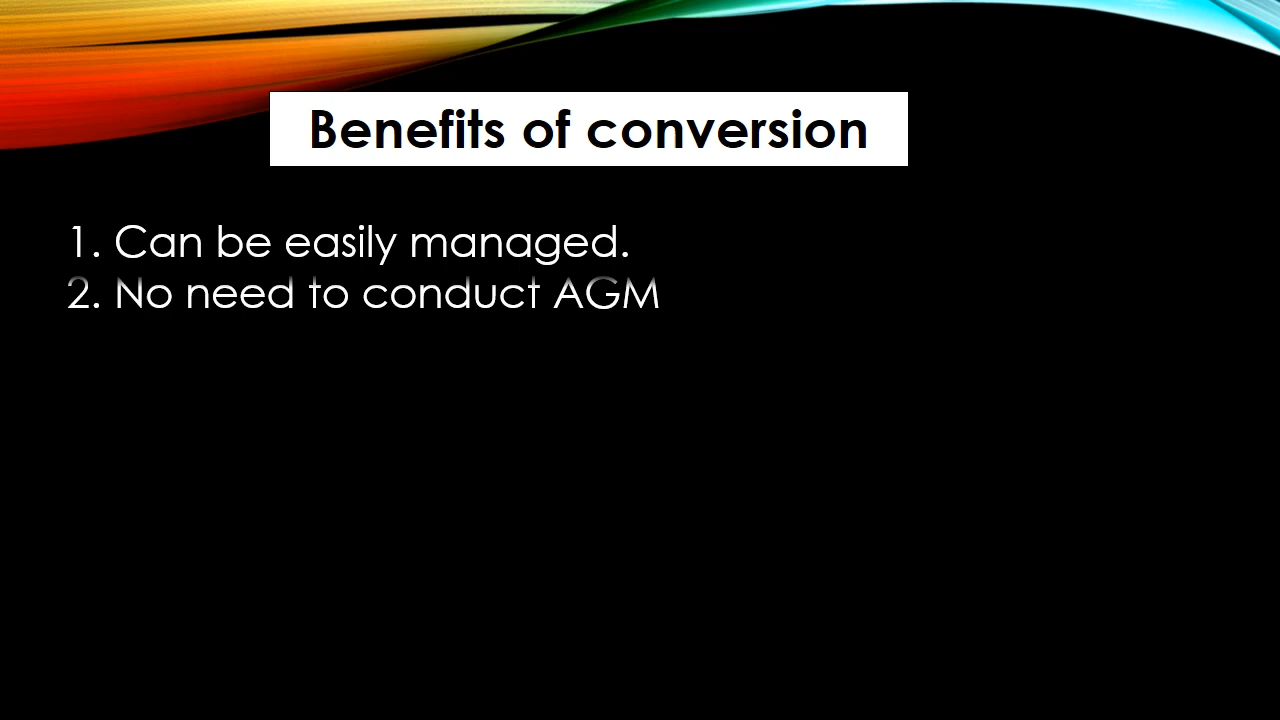 Benefits of conversion
1. Can be easily managed.
2. No need to conduct AGM